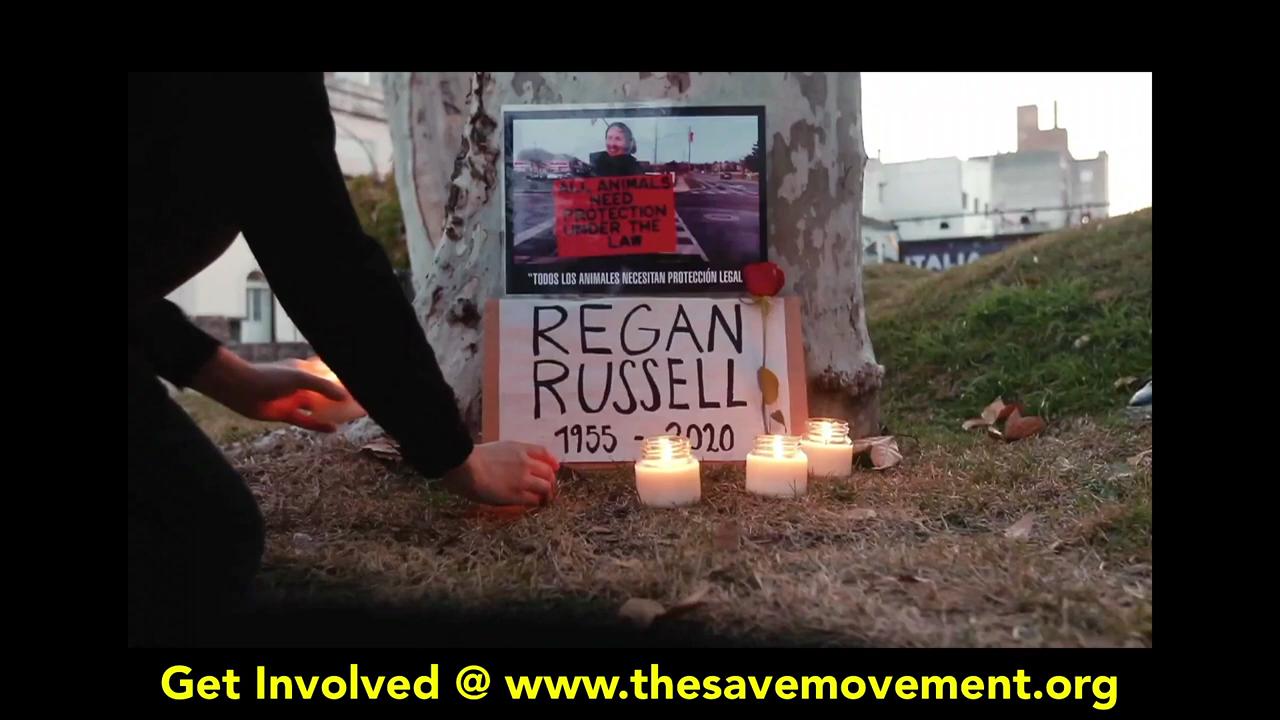 ALL ANIMALS
NEED
PROTECTION
UNDER THE
LAW
"TODOS LOS ANIMALES NECESITAN PROTECCIÓN LEGAL
REGAN
RUSSELL
1955 - 2020
Get Involved @ www.thesavemovement.org